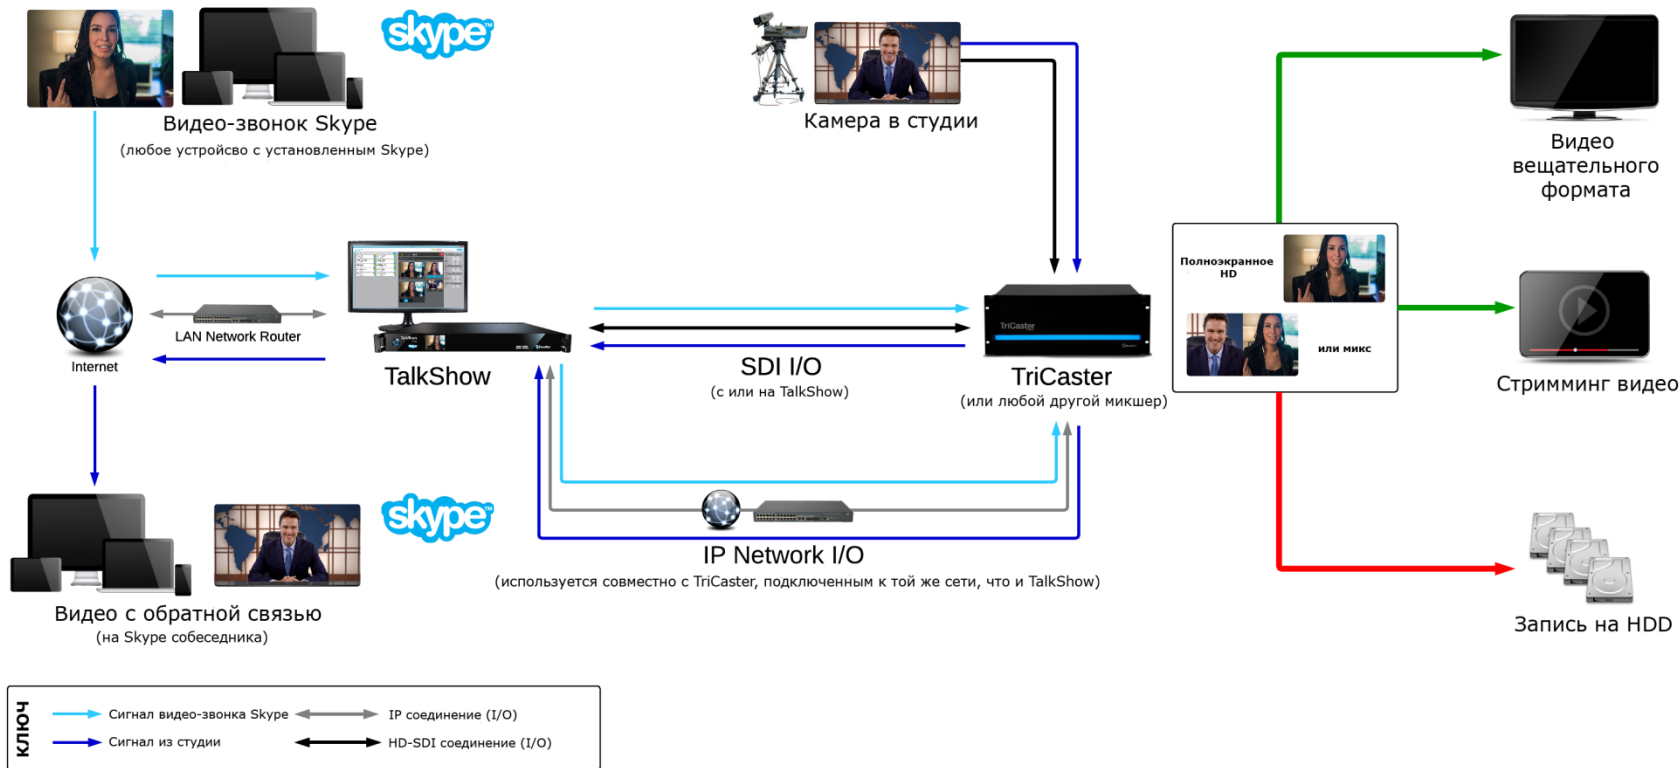 skype™
Видео-звонок Skype
(любое устройсво с установленным Skype)
Камера в студии
Видео
вещательного
формата
Полноэкранное
HD
или микс
Internet
LAN Network Router
TalkShow
SDI I/O
(с или на TalkShow)
TriCaster
TriCaster
(или любой другой микшер)
Стримминг видео
skype™
IP Network I/O
(используется совместно с TriCaster, подключенным к той же сети, что и TalkShow)
Видео с обратной связью
(на Skype собеседника)
Запись на HDD
ключ
Сигнал видео-звонка Skype
IP соединение (I/O)
Сигнал из студии
HD-SDI соединение (I/O)